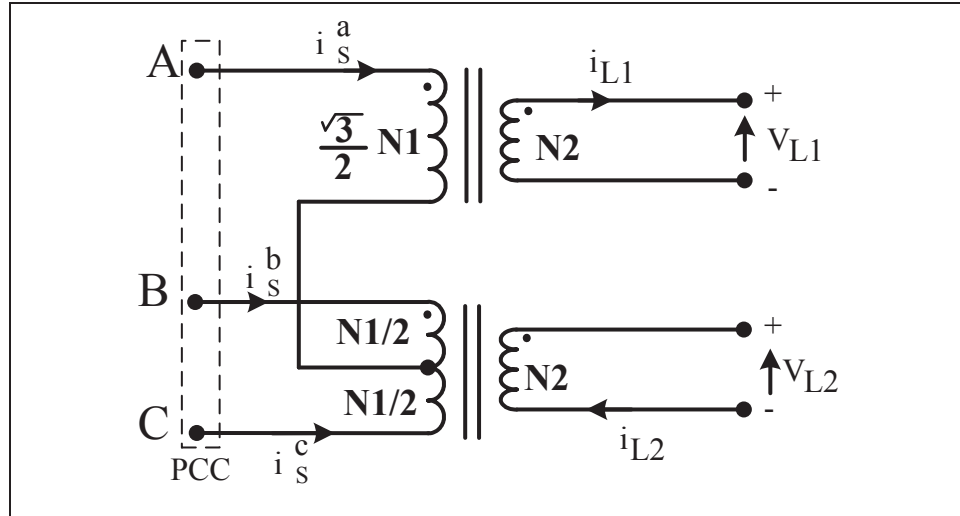 A
i a S
i L1
+
√3/2 N1
N2
V L1
-
B
i b S
N1/2
+
N2
V L2
N1/2
-
C
i c S
i L2
PCC